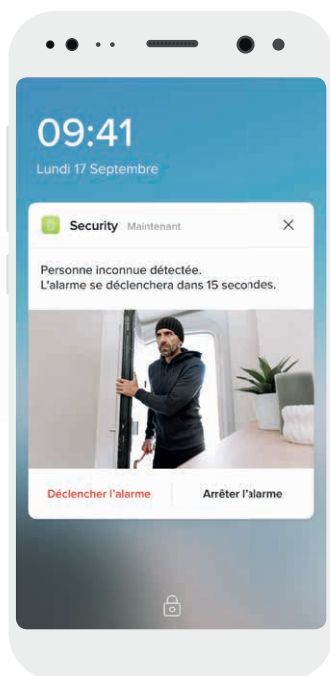 09:41
Lundi 17 Septembre
Security Maintenant
Personne inconnue détectée.
L'alarme se déclenchera dans 15 secondes.
Déclencher l'alarme Arrêter l'alarme